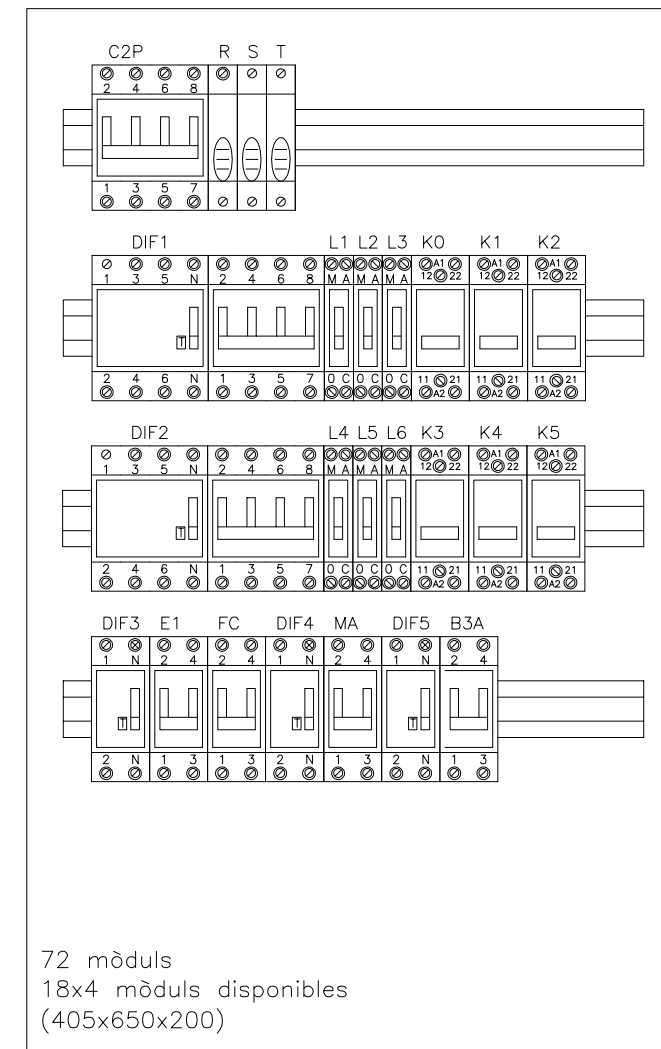 C2P R S T
2 4 6 8
1 3 5 7
DIF1 L1 L2 L3 K0 K1 K2
A1 A1 A1
1 3 5 N 2 4 6 8 M A M A M A 12 22 12 22 12 22
T
2 4 6 N 1 3 5 7 0 C 0 C 0 C 11 21 11 21 11 21
A2 A2 A2
DIF2 L4 L5 L6 K3 K4 K5
A1 A1 A1
1 3 5 N 2 4 6 8 M A M A M A 12 22 12 22 12 22
T
2 4 6 N 1 3 5 7 0 C 0 C 0 C 11 21 11 21 11 21
A2 A2 A2
DIF3 E1 FC DIF4 MA DIF5 B3A
1 N 2 4 2 4 1 N 2 4 1 N 2 4
T T T
2 N 1 3 1 3 2 N 1 3 2 N 1 3
72 mòduls
18x4 mòduls disponibles
(405x650x200)